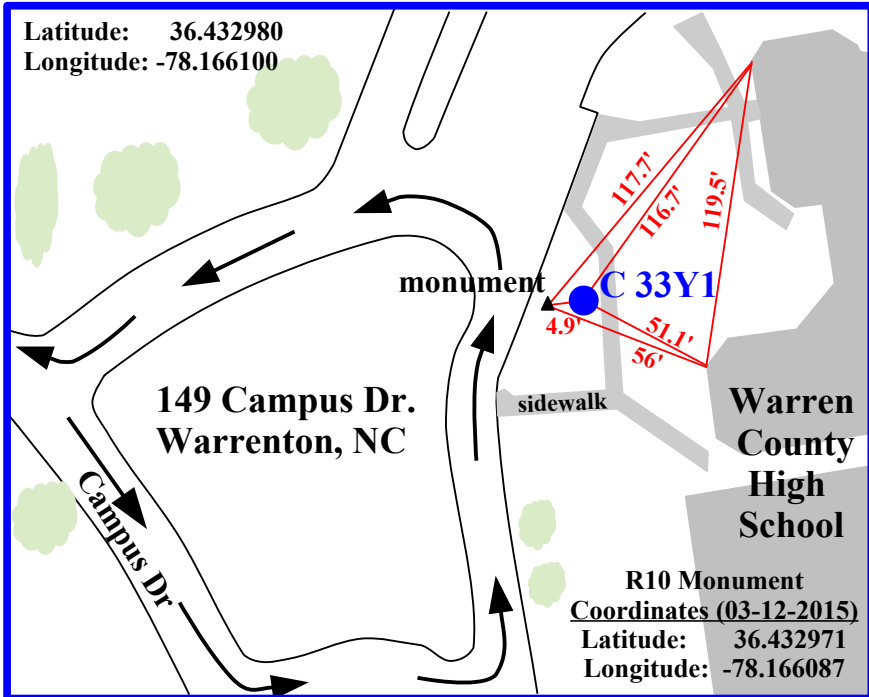 Latitude: 36.432980
Longitude: -78.166100
117.7'
116.7'
119.5'
monument
C 33Y1
4.9'
51.1'
56'
149 Campus Dr.
Warrenton, NC
sidewalk
Warren
County
High
School
Campus Dr
R10 Monument
Coordinates (03-12-2015)
Latitude: 36.432971
Longitude: -78.166087